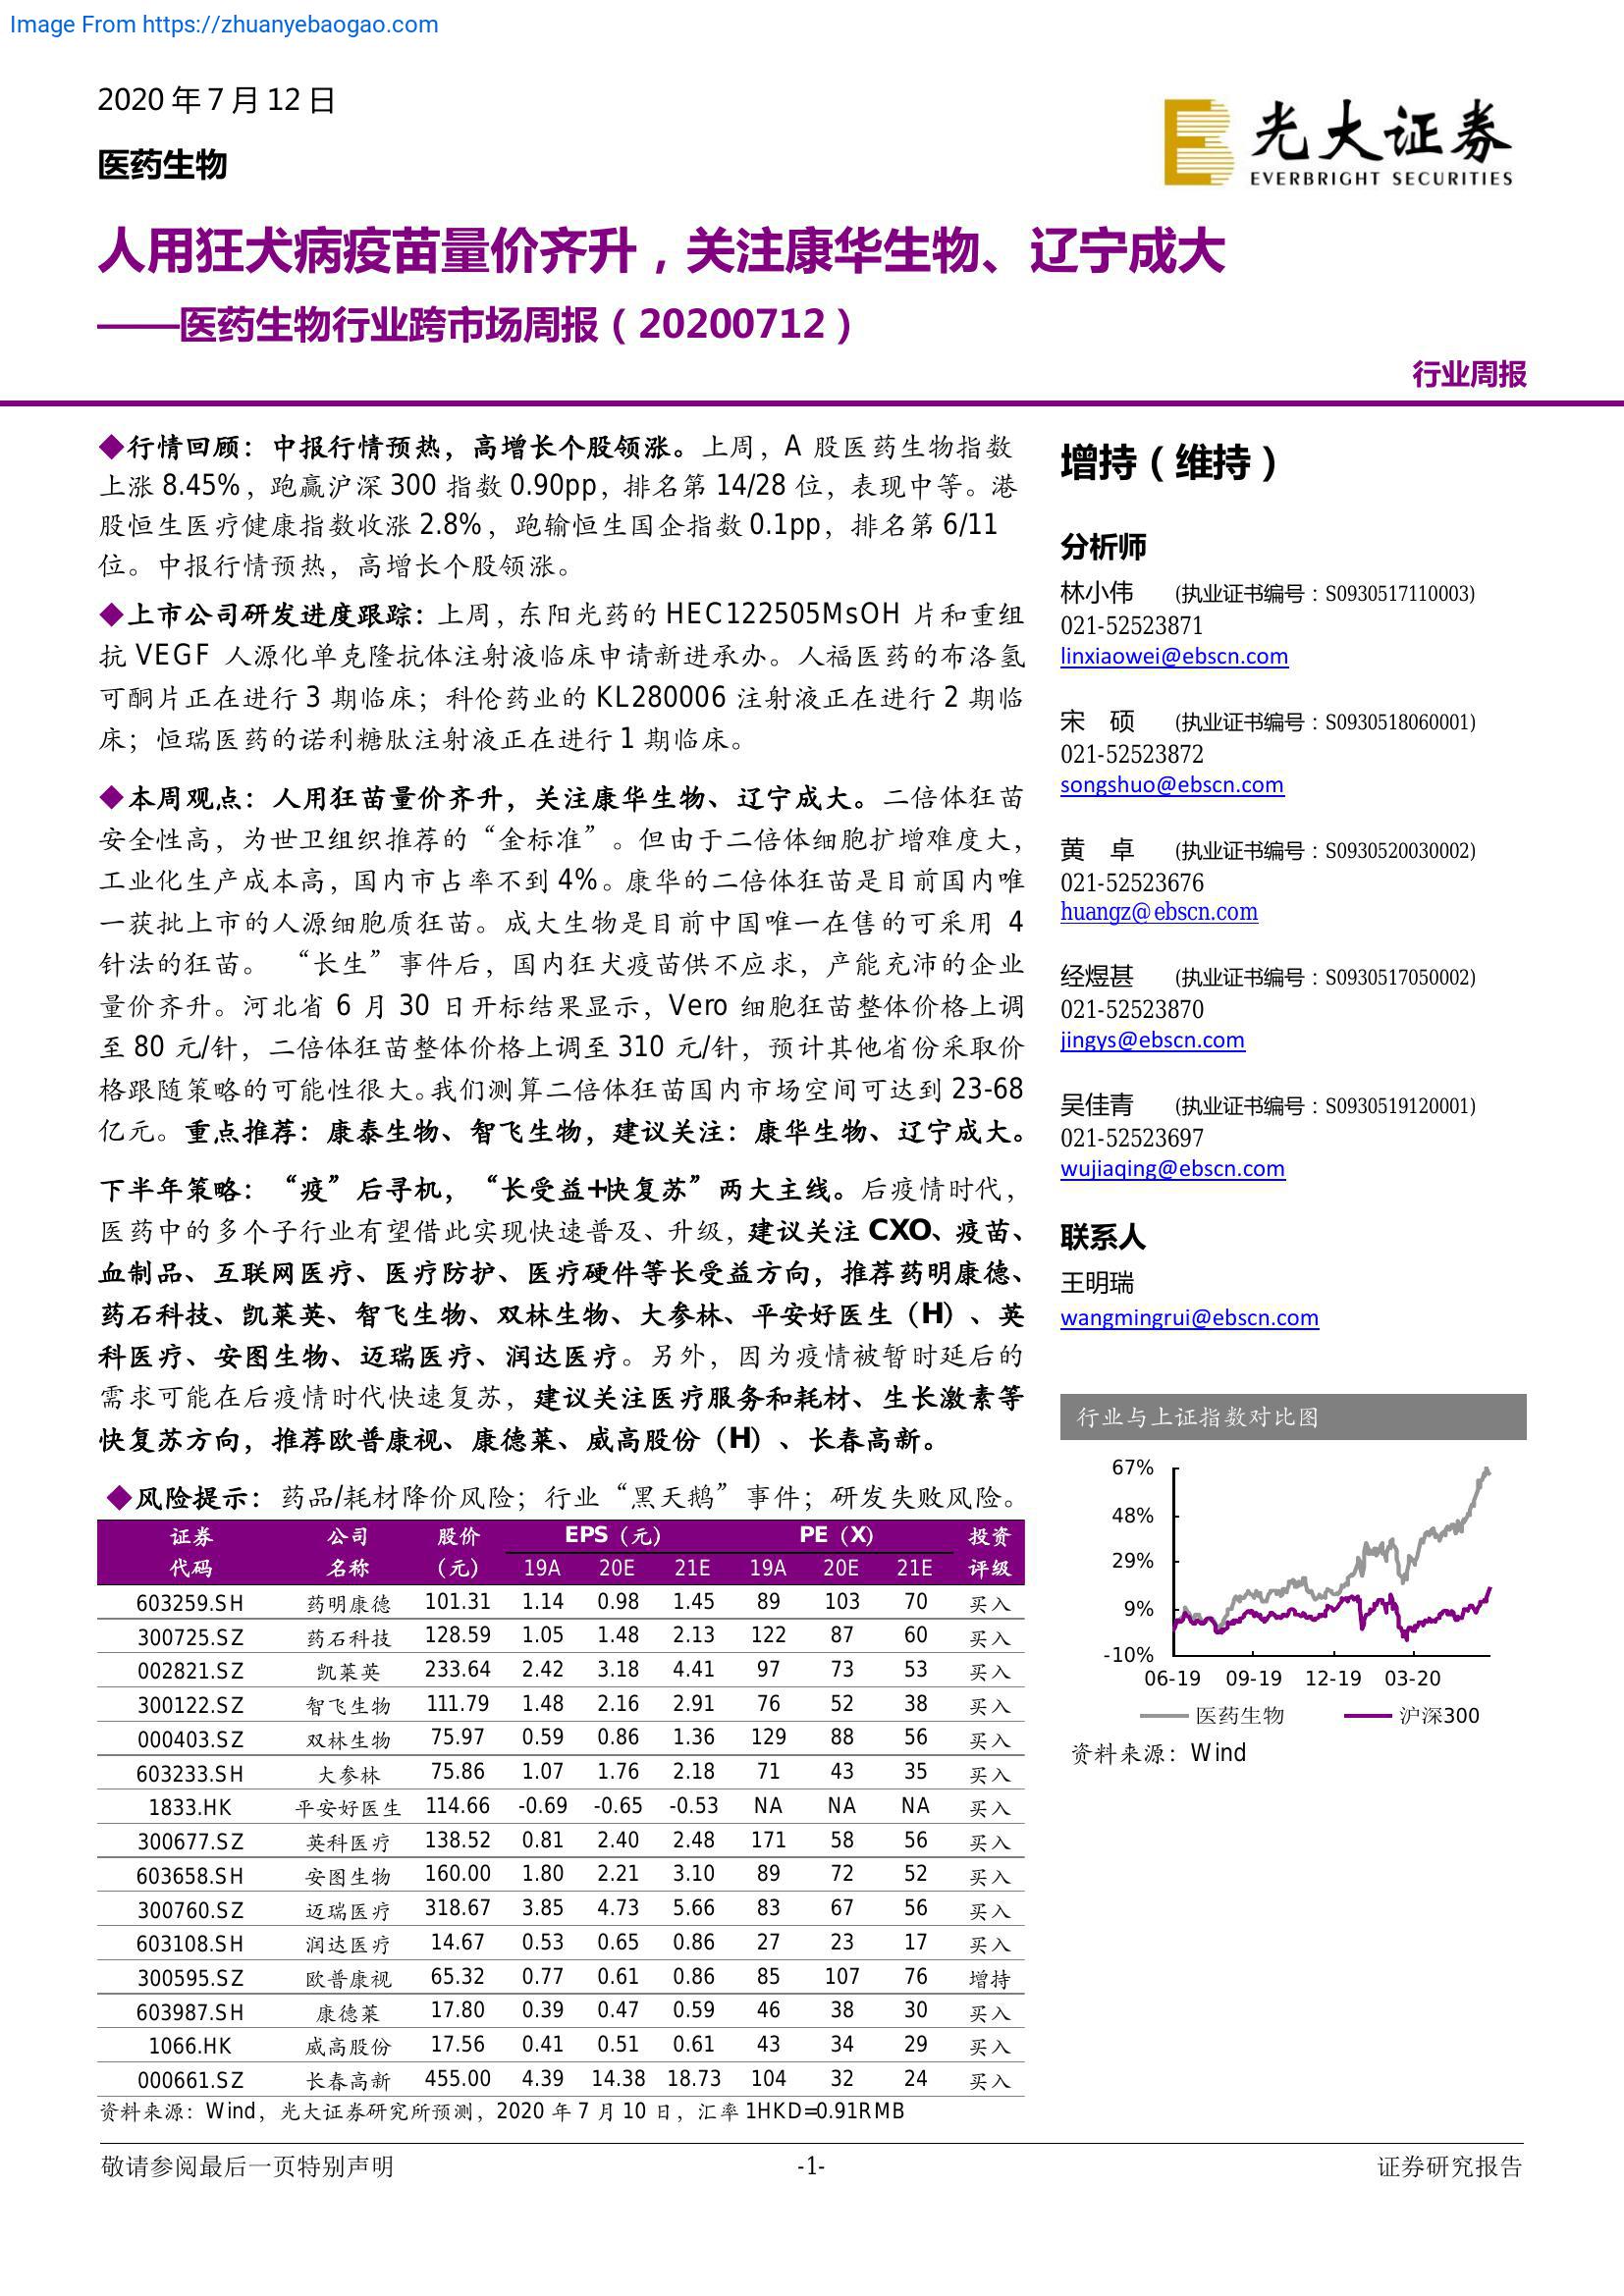 Image From https://zhuanyebaogao.com
2020 年 7 月 12 日
医药生物
光大证券
EVERBRIGHT SECURITIES
人用狂犬病疫苗量价齐升，关注康华生物、辽宁成大
——医药生物行业跨市场周报（20200712）
行业周报
◆行情回顾：中报行情预热，高增长个股领涨。上周，A 股医药生物指数
上涨 8.45%，跑赢沪深 300 指数 0.90pp，排名第 14/28 位，表现中等。港
股恒生医疗健康指数收涨 2.8%，跑输恒生国企指数 0.1pp，排名第 6/11
位。中报行情预热，高增长个股领涨。
◆上市公司研发进度跟踪：上周，东阳光药的 HEC122505MsOH 片和重组
抗 VEGF 人源化单克隆抗体注射液临床申请新进承办。人福医药的布洛氢
可酮片正在进行 3 期临床；科伦药业的 KL280006 注射液正在进行 2 期临
床；恒瑞医药的诺利糖肽注射液正在进行 1 期临床。
◆本周观点：人用狂苗量价齐升，关注康华生物、辽宁成大。二倍体狂苗
安全性高，为世卫组织推荐的“金标准”。但由于二倍体细胞扩增难度大，
工业化生产成本高，国内市占率不到 4%。康华的二倍体狂苗是目前国内唯
一获批上市的人源细胞质狂苗。成大生物是目前中国唯一在售的可采用 4
针法的狂苗。 “长生”事件后，国内狂犬疫苗供不应求，产能充沛的企业
量价齐升。河北省 6 月 30 日开标结果显示，Vero 细胞狂苗整体价格上调
至 80 元/针，二倍体狂苗整体价格上调至 310 元/针，预计其他省份采取价
格跟随策略的可能性很大。我们测算二倍体狂苗国内市场空间可达到 23-68
亿元。重点推荐：康泰生物、智飞生物，建议关注：康华生物、辽宁成大。
下半年策略：“疫”后寻机，“长受益+快复苏”两大主线。后疫情时代，
医药中的多个子行业有望借此实现快速普及、升级，建议关注 CXO、疫苗、
血制品、互联网医疗、医疗防护、医疗硬件等长受益方向，推荐药明康德、
药石科技、凯莱英、智飞生物、双林生物、大参林、平安好医生（H）、英
科医疗、安图生物、迈瑞医疗、润达医疗。另外，因为疫情被暂时延后的
需求可能在后疫情时代快速复苏，建议关注医疗服务和耗材、生长激素等
快复苏方向，推荐欧普康视、康德莱、威高股份（H）、长春高新。
◆风险提示：药品/耗材降价风险；行业“黑天鹅”事件；研发失败风险。
证券 公司 股价 EPS（元） PE（X） 投资
代码 名称 （元） 19A 20E 21E 19A 20E 21E 评级
603259.SH 药明康德 101.31 1.14 0.98 1.45 89 103 70 买入
300725.SZ 药石科技 128.59 1.05 1.48 2.13 122 87 60 买入
002821.SZ 凯莱英 233.64 2.42 3.18 4.41 97 73 53 买入
300122.SZ 智飞生物 111.79 1.48 2.16 2.91 76 52 38 买入
000403.SZ 双林生物 75.97 0.59 0.86 1.36 129 88 56 买入
603233.SH 大参林 75.86 1.07 1.76 2.18 71 43 35 买入
1833.HK 平安好医生 114.66 -0.69 -0.65 -0.53 NA NA NA 买入
300677.SZ 英科医疗 138.52 0.81 2.40 2.48 171 58 56 买入
603658.SH 安图生物 160.00 1.80 2.21 3.10 89 72 52 买入
300760.SZ 迈瑞医疗 318.67 3.85 4.73 5.66 83 67 56 买入
603108.SH 润达医疗 14.67 0.53 0.65 0.86 27 23 17 买入
300595.SZ 欧普康视 65.32 0.77 0.61 0.86 85 107 76 增持
603987.SH 康德莱 17.80 0.39 0.47 0.59 46 38 30 买入
1066.HK 威高股份 17.56 0.41 0.51 0.61 43 34 29 买入
000661.SZ 长春高新 455.00 4.39 14.38 18.73 104 32 24 买入
资料来源：Wind，光大证券研究所预测，2020 年 7 月 10 日，汇率 1HKD=0.91RMB
增持（维持）
分析师
林小伟 (执业证书编号：S0930517110003)
021-52523871
linxiaowei@ebscn.com
宋 硕 (执业证书编号：S0930518060001)
021-52523872
songshuo@ebscn.com
黄 卓 (执业证书编号：S0930520030002)
021-52523676
huangz@ebscn.com
经煜甚 (执业证书编号：S0930517050002)
021-52523870
jingys@ebscn.com
吴佳青 (执业证书编号：S0930519120001)
021-52523697
wujiaqing@ebscn.com
联系人
王明瑞
wangmingrui@ebscn.com
行业与上证指数对比图
67%
48%
29%
9%
-10%
06-19 09-19 12-19 03-20
医药生物 沪深300
资料来源：Wind
敬请参阅最后一页特别声明 -1- 证券研究报告